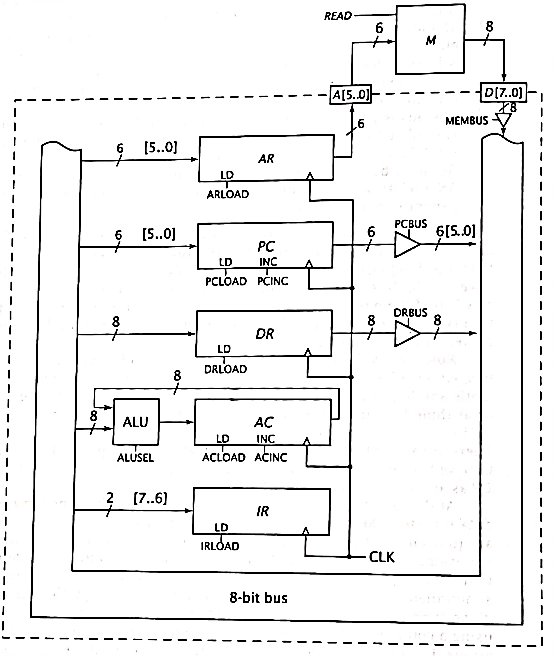 READ
M
6
8
A[5..0]
D[7..0]
6
8
MEMBUS
6 [5..0]
AR
LD
ARLOAD
6 [5..0]
PC
6
PCBUS
6[5..0]
LD INC
PCLOAD PCINC
8
DR
8
DRBUS
8
LD
DRLOAD
8
8
ALU
AC
ALUSEL
LD INC
ACLOAD ACINC
2 [7..6]
IR
LD
IRLOAD
CLK
8-bit bus